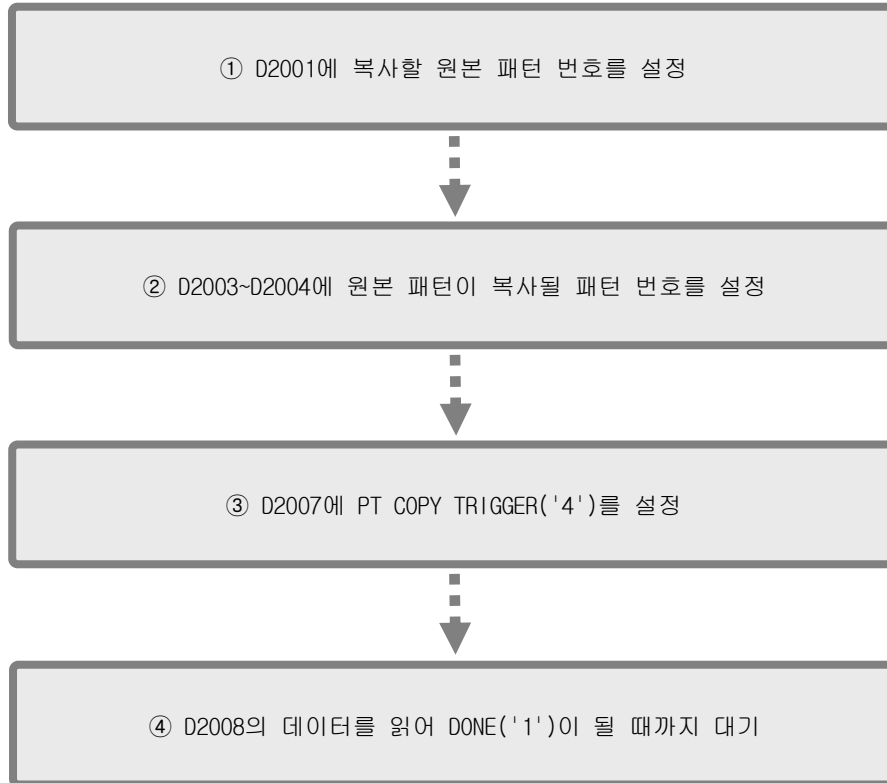 ① D2001에 복사할 원본 패턴 번호를 설정
② D2003~D2004에 원본 패턴이 복사될 패턴 번호를 설정
③ D2007에 PT COPY TRIGGER('4')를 설정
④ D2008의 데이터를 읽어 DONE('1')이 될 때까지 대기